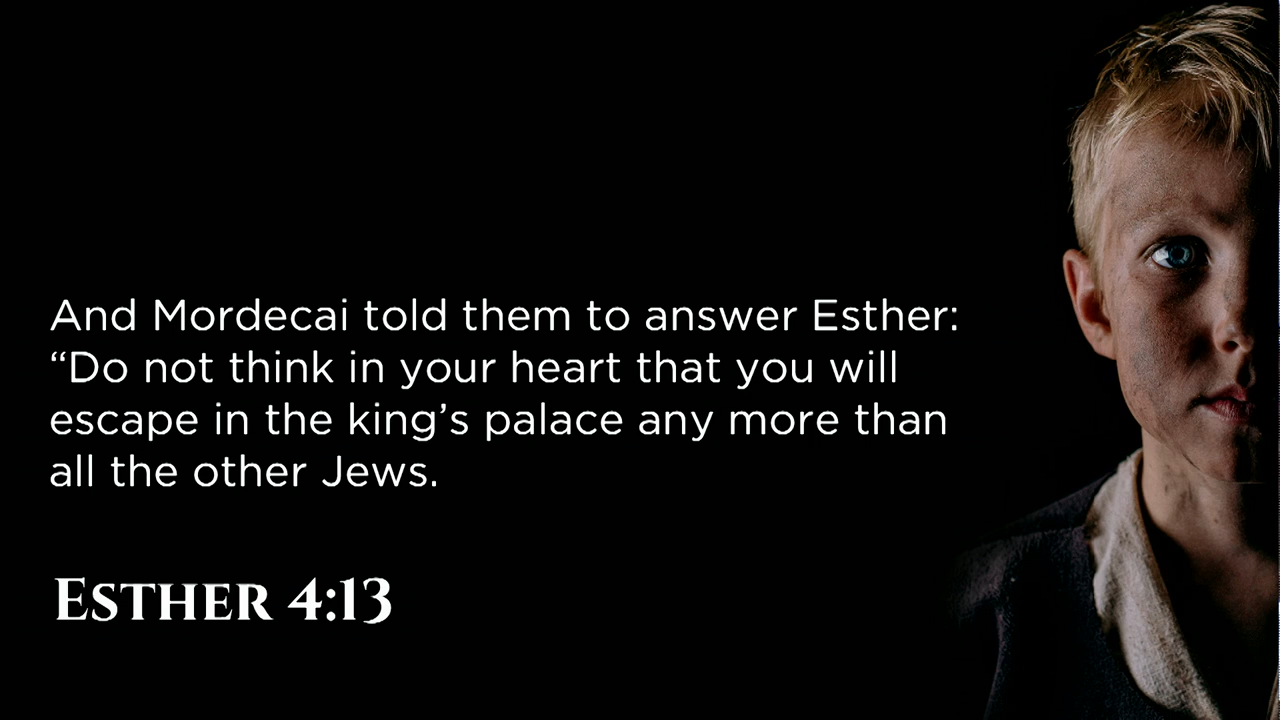 And Mordecai told them to answer Esther:
“Do not think in your heart that you will
escape in the king’s palace any more than
all the other Jews.
Esther 4:13